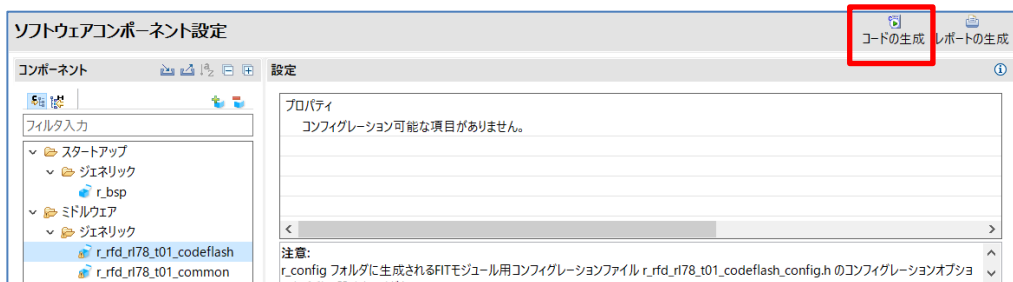 ソフトウェアコンポーネント設定
コードの生成 レポートの生成
コンポーネント
設定
フィルタ入力
スタートアップ
ジェネリック
r_bsp
ミドルウェア
ジェネリック
r_rfd_rl78_t01_codeflash
r_rfd_rl78_t01_common
プロパティ
コンフィグレーション可能な項目がありません。
注意:
r_config フォルダに生成されるFITモジュール用コンフィグレーションファイル r_rfd_rl78_t01_codeflash_config.h のコンフィグレーションオプショ